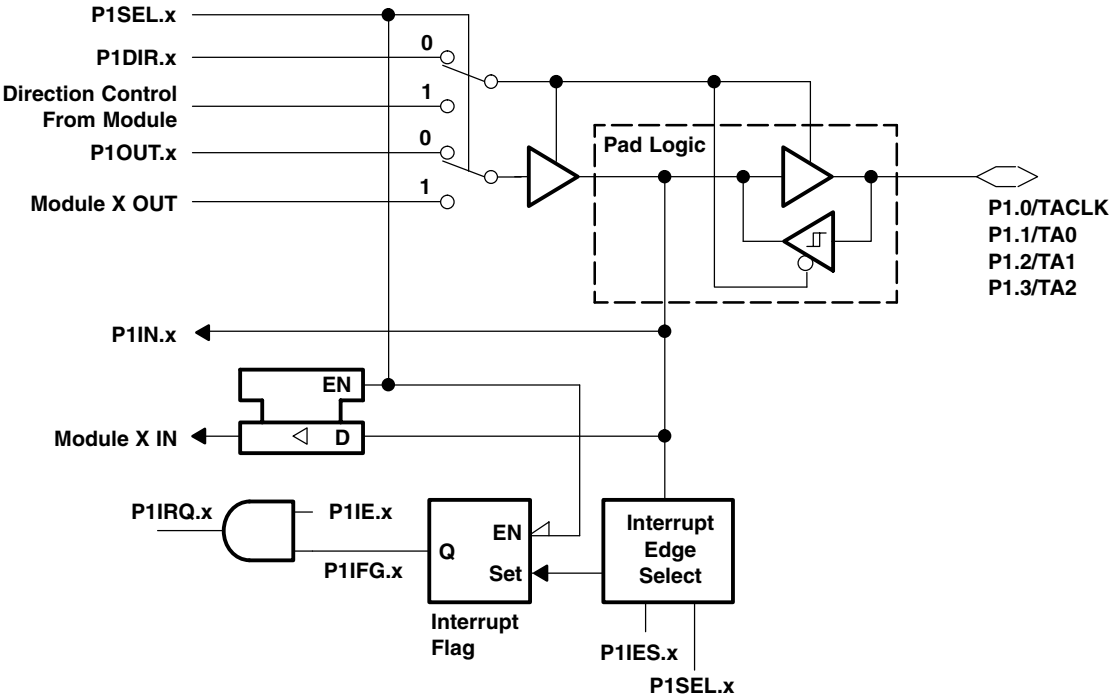 P1SEL.x
P1DIR.x
0
Direction Control
From Module
1
P1OUT.x
0
Module X OUT
1
Pad Logic
P1.0/TACLK
P1.1/TA0
P1.2/TA1
P1.3/TA2
P1IN.x
EN
Module X IN
D
P1IRQ.x
P1IE.x
P1IFG.x
Q
EN
Set
Interrupt
Flag
Interrupt
Edge
Select
P1IES.x
P1SEL.x